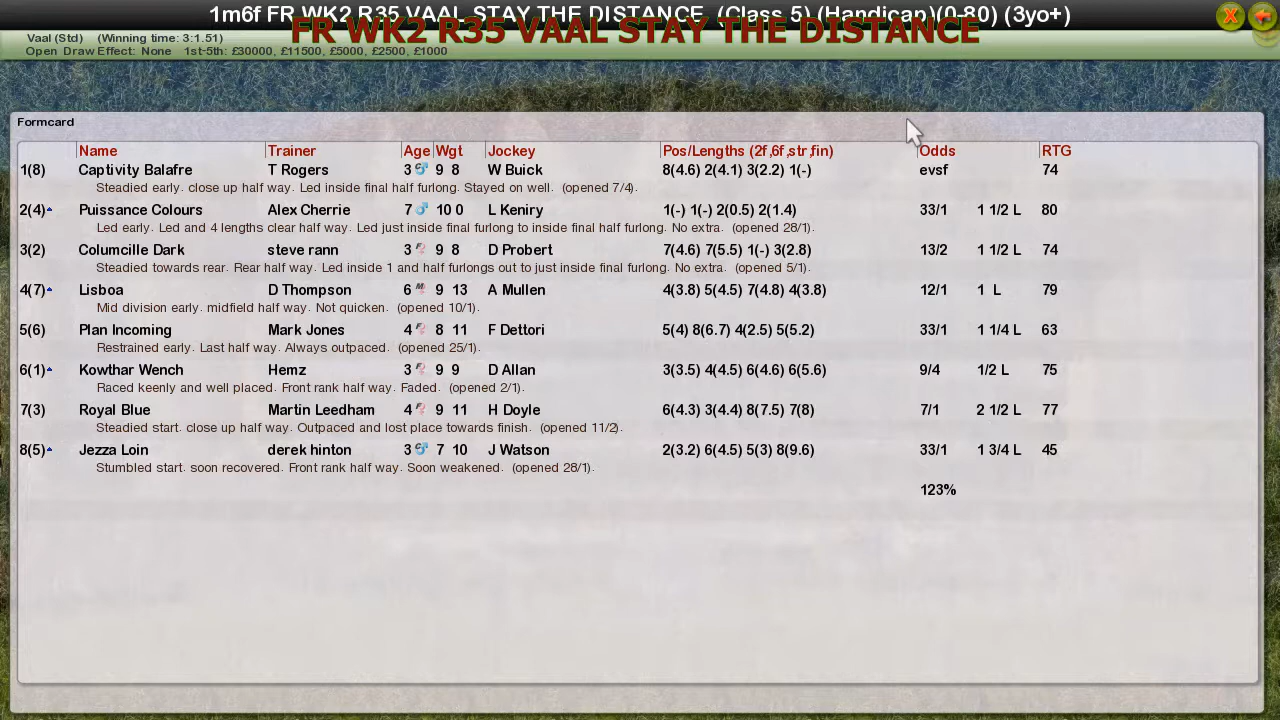 1m6f FR WK2 R35 VAAL STAY THE DISTANCE (Class 5) (Handicap)(0-80) (3yo+)
FR WK2 R35 VAAL STAY THE DISTANCE
Vaal (Std) (Winning time: 3:1.51)
Open Draw Effect: None 1st-5th: £30000, £11500, £5000, £2500, £1000
Formcard
Name Trainer Age Wgt Jockey Pos/Lengths (2f,6f,str,fin) Odds RTG
1(8) Captivity Balafre T Rogers 3 9 8 W Buick 8(4.6) 2(4.1) 3(2.2) 1(-) evsf 74
Steadied early. close up half way. Led inside final half furlong. Stayed on well. (opened 7/4).
2(4) Puissance Colours Alex Cherrie 7 10 0 L Keniry 1(-) 1(-) 2(0.5) 2(1.4) 33/1 1 1/2 L 80
Led early. Led and 4 lengths clear half way. Led just inside final furlong to inside final half furlong. No extra. (opened 28/1).
3(2) Columcille Dark steve rann 3 9 8 D Probert 7(4.6) 7(5.5) 1(-) 3(2.8) 13/2 1 1/2 L 74
Steadied towards rear. Rear half way. Led inside 1 and half furlongs out to just inside final furlong. No extra. (opened 5/1).
4(7) Lisboa D Thompson 6 9 13 A Mullen 4(3.8) 5(4.5) 7(4.8) 4(3.8) 12/1 1 L 79
Mid division early. midfield half way. Not quicken. (opened 10/1).
5(6) Plan Incoming Mark Jones 4 8 11 F Dettori 5(4) 8(6.7) 4(2.5) 5(5.2) 33/1 1 1/4 L 63
Restrained early. Last half way. Always outpaced. (opened 25/1).
6(1) Kowthar Wench Hemz 3 9 9 D Allan 3(3.5) 4(4.5) 6(4.6) 6(5.6) 9/4 1/2 L 75
Raced keenly and well placed. Front rank half way. Faded. (opened 2/1).
7(3) Royal Blue Martin Leedham 4 9 11 H Doyle 6(4.3) 3(4.4) 8(7.5) 7(8) 7/1 2 1/2 L 77
Steadied start. close up half way. Outpaced and lost place towards finish. (opened 11/2).
8(5) Jezza Loin derek hinton 3 7 10 J Watson 2(3.2) 6(4.5) 5(3) 8(9.6) 33/1 1 3/4 L 45
Stumbled start. soon recovered. Front rank half way. Soon weakened. (opened 28/1).
123%